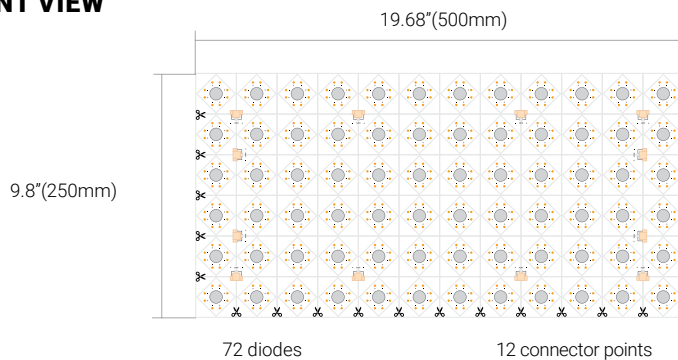 NT VIEW
19.68”(500mm)
9.8”(250mm)
72 diodes
12 connector points